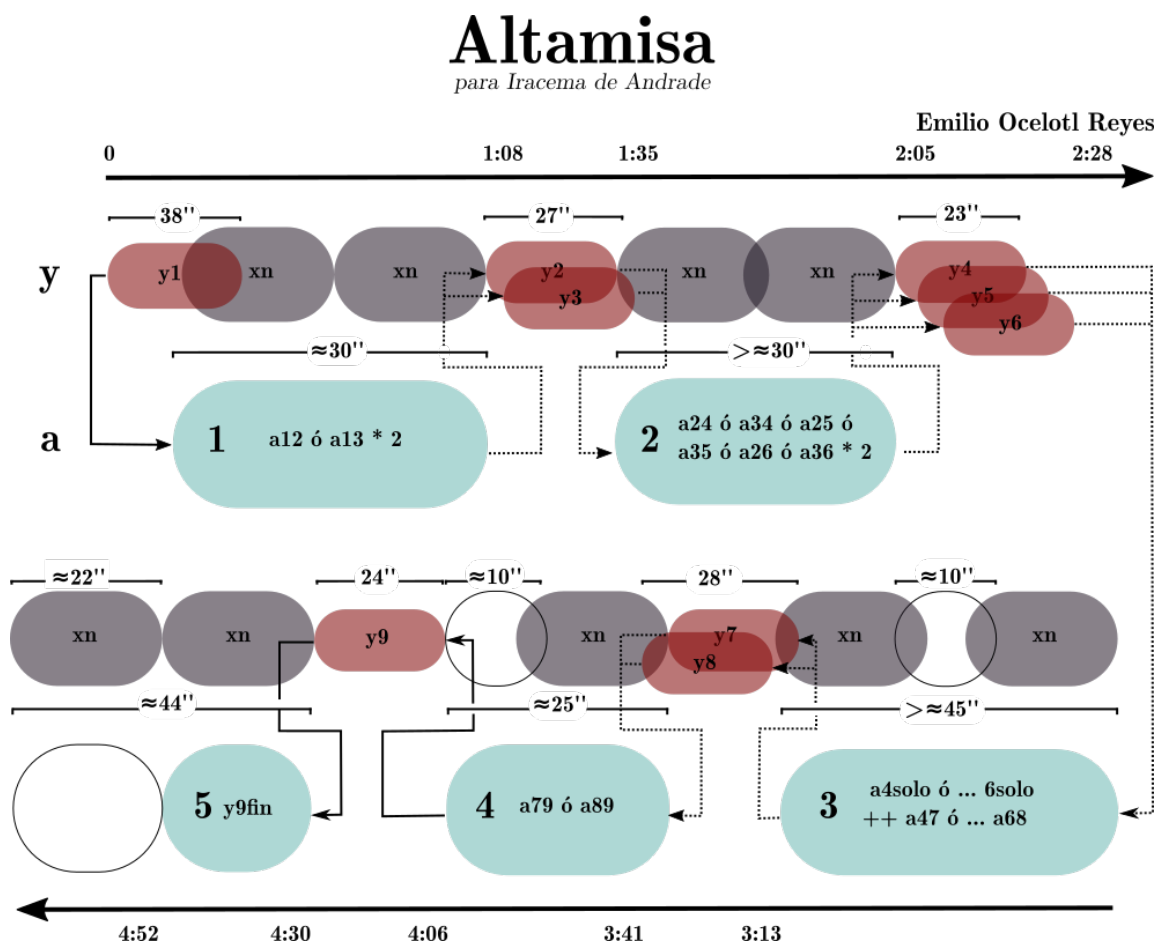 Altamisa
para Iracema de Andrade
Emilio Ocelotl Reyes
0 1:08 1:35 2:05 2:28
38'' 27'' 23''
y y1 xn xn y2 xn xn y4
y3 y5
y6
≈30'' >≈30''
a 1 a12 ó a13 * 2 2 a24 ó a34 ó a25 ó
a35 ó a26 ó a36 * 2
≈22'' 24'' ≈10'' 28'' ≈10''
xn xn y9 xn y7 xn xn
y8
≈44'' ≈25'' >≈45''
5 y9fin 4 a79 ó a89 3 a4solo ó ... 6solo
++ a47 ó ... a68
4:52 4:30 4:06 3:41 3:13